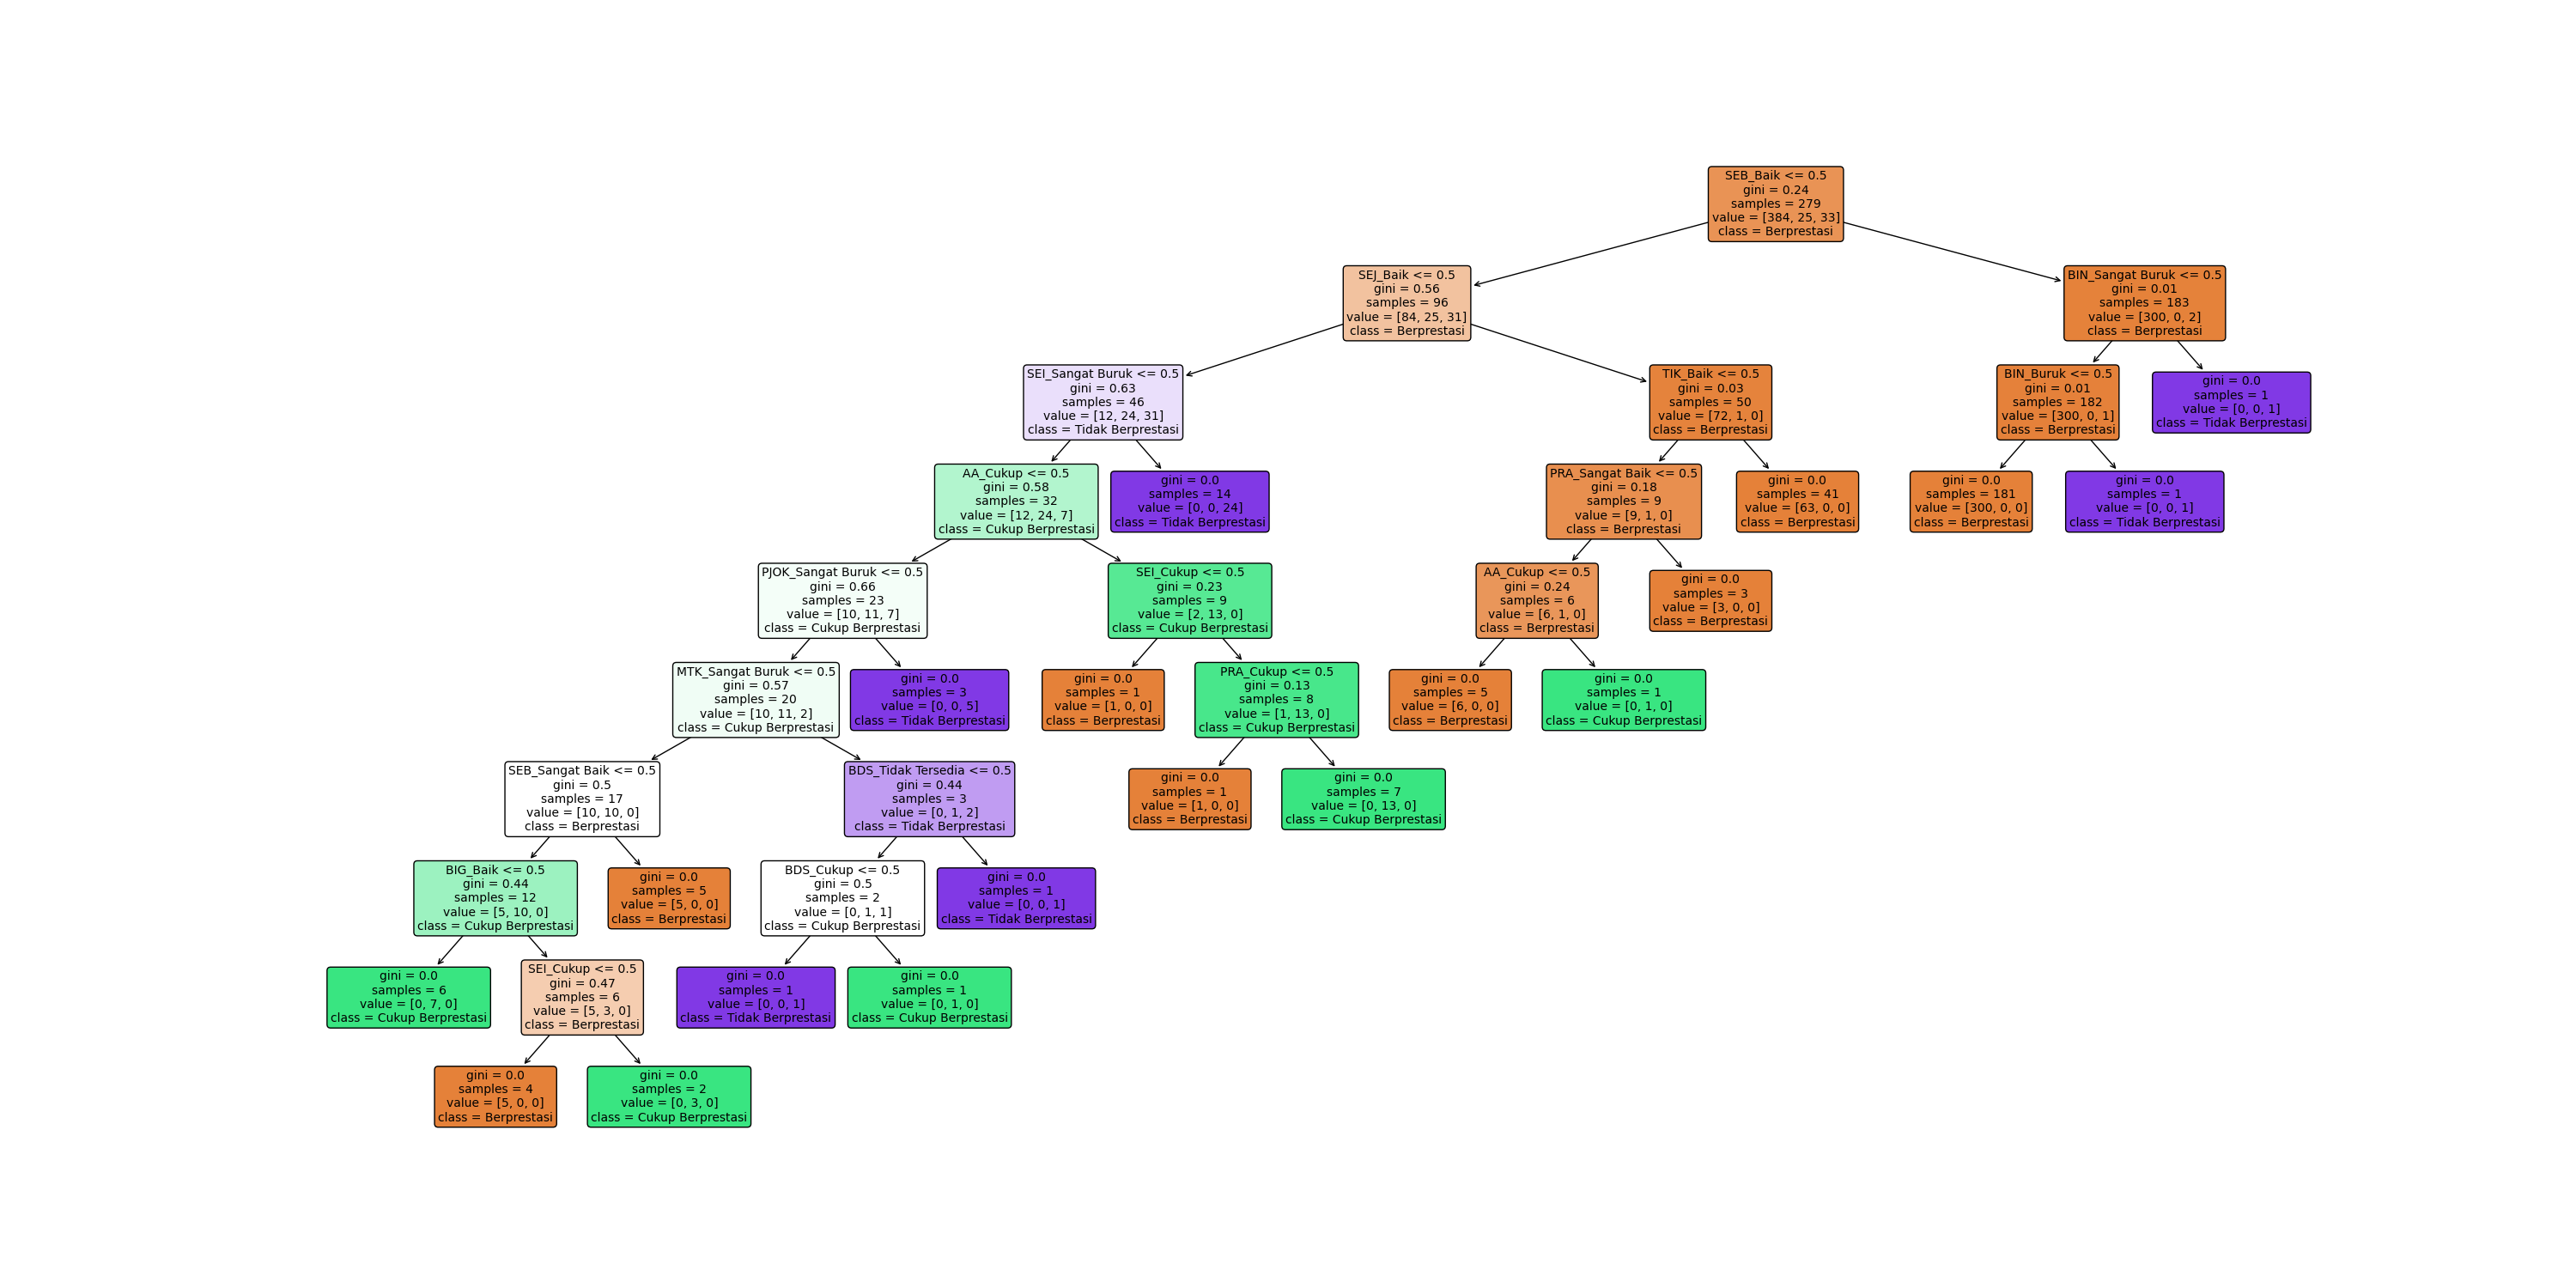 SEB_Baik <= 0.5
gini = 0.24
samples = 279
value = [384, 25, 33]
class = Berprestasi
SEJ_Baik <= 0.5
gini = 0.56
samples = 96
value = [84, 25, 31]
class = Berprestasi
BIN_Sangat Buruk <= 0.5
gini = 0.01
samples = 183
value = [300, 0, 2]
class = Berprestasi
SEI_Sangat Buruk <= 0.5
gini = 0.63
samples = 46
value = [12, 24, 31]
class = Tidak Berprestasi
TIK_Baik <= 0.5
gini = 0.03
samples = 50
value = [72, 1, 0]
class = Berprestasi
BIN_Buruk <= 0.5
gini = 0.01
samples = 182
value = [300, 0, 1]
class = Berprestasi
gini = 0.0
samples = 1
value = [0, 0, 1]
class = Tidak Berprestasi
AA_Cukup <= 0.5
gini = 0.58
samples = 32
value = [12, 24, 7]
class = Cukup Berprestasi
gini = 0.0
samples = 14
value = [0, 0, 24]
class = Tidak Berprestasi
PRA_Sangat Baik <= 0.5
gini = 0.18
samples = 9
value = [9, 1, 0]
class = Berprestasi
gini = 0.0
samples = 41
value = [63, 0, 0]
class = Berprestasi
gini = 0.0
samples = 181
value = [300, 0, 0]
class = Berprestasi
gini = 0.0
samples = 1
value = [0, 0, 1]
class = Tidak Berprestasi
PJOK_Sangat Buruk <= 0.5
gini = 0.66
samples = 23
value = [10, 11, 7]
class = Cukup Berprestasi
SEI_Cukup <= 0.5
gini = 0.23
samples = 9
value = [2, 13, 0]
class = Cukup Berprestasi
AA_Cukup <= 0.5
gini = 0.24
samples = 6
value = [6, 1, 0]
class = Berprestasi
gini = 0.0
samples = 3
value = [3, 0, 0]
class = Berprestasi
MTK_Sangat Buruk <= 0.5
gini = 0.57
samples = 20
value = [10, 11, 2]
class = Cukup Berprestasi
gini = 0.0
samples = 3
value = [0, 0, 5]
class = Tidak Berprestasi
gini = 0.0
samples = 1
value = [1, 0, 0]
class = Berprestasi
PRA_Cukup <= 0.5
gini = 0.13
samples = 8
value = [1, 13, 0]
class = Cukup Berprestasi
gini = 0.0
samples = 5
value = [6, 0, 0]
class = Berprestasi
gini = 0.0
samples = 1
value = [0, 1, 0]
class = Cukup Berprestasi
SEB_Sangat Baik <= 0.5
gini = 0.5
samples = 17
value = [10, 10, 0]
class = Berprestasi
BDS_Tidak Tersedia <= 0.5
gini = 0.44
samples = 3
value = [0, 1, 2]
class = Tidak Berprestasi
gini = 0.0
samples = 1
value = [1, 0, 0]
class = Berprestasi
gini = 0.0
samples = 7
value = [0, 13, 0]
class = Cukup Berprestasi
BIG_Baik <= 0.5
gini = 0.44
samples = 12
value = [5, 10, 0]
class = Cukup Berprestasi
gini = 0.0
samples = 5
value = [5, 0, 0]
class = Berprestasi
BDS_Cukup <= 0.5
gini = 0.5
samples = 2
value = [0, 1, 1]
class = Cukup Berprestasi
gini = 0.0
samples = 1
value = [0, 0, 1]
class = Tidak Berprestasi
gini = 0.0
samples = 6
value = [0, 7, 0]
class = Cukup Berprestasi
SEI_Cukup <= 0.5
gini = 0.47
samples = 6
value = [5, 3, 0]
class = Berprestasi
gini = 0.0
samples = 1
value = [0, 0, 1]
class = Tidak Berprestasi
gini = 0.0
samples = 1
value = [0, 1, 0]
class = Cukup Berprestasi
gini = 0.0
samples = 4
value = [5, 0, 0]
class = Berprestasi
gini = 0.0
samples = 2
value = [0, 3, 0]
class = Cukup Berprestasi